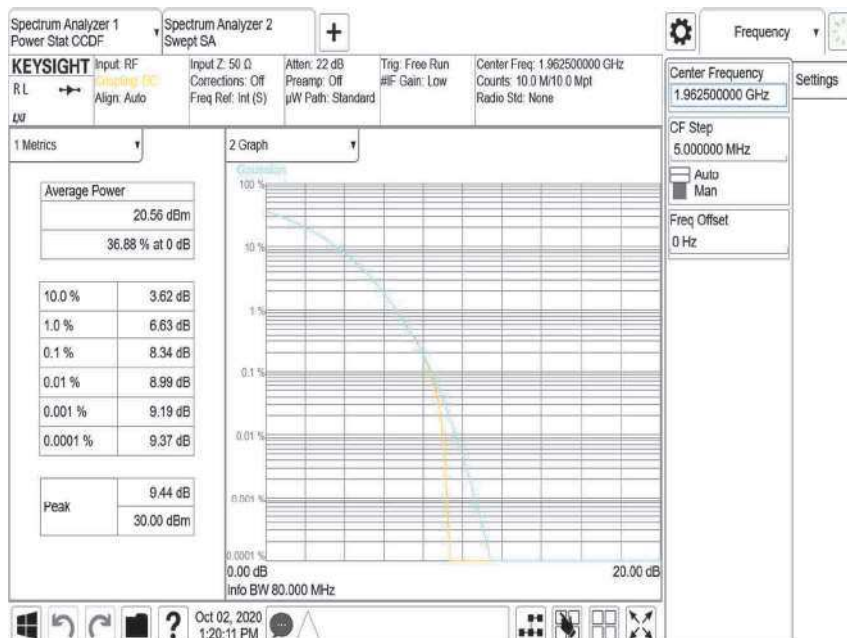 Spectrum Analyzer 1
Power Stat CCDF
Spectrum Analyzer 2
Swept SA
+
Frequency
KEYSIGHT
RL
LXI
Input: RF
Coupling: DC
Align: Auto
Input Z: 50 Ω
Corrections: Off
Freq Ref: Int (S)
Atten: 22 dB
Preamp: Off
µW Path: Standard
Trig: Free Run
#IF Gain: Low
Center Freq: 1.962500000 GHz
Counts: 10.0 M/10.0 Mpt
Radio Std: None
Center Frequency
1.962500000 GHz
Settings
CF Step
5.000000 MHz
Auto
Man
Freq Offset
0 Hz
1 Metrics
Average Power
20.56 dBm
36.88 % at 0 dB
10.0 % 3.62 dB
1.0 % 6.63 dB
0.1 % 8.34 dB
0.01 % 8.99 dB
0.001 % 9.19 dB
0.0001 % 9.37 dB
Peak
9.44 dB
30.00 dBm
2 Graph
Gaussian
100 %
10 %
1 %
0.1 %
0.01 %
0.001 %
0.0001 %
0.00 dB
20.00 dB
Info BW 80.000 MHz
?
Oct 02, 2020
1:20:11 PM